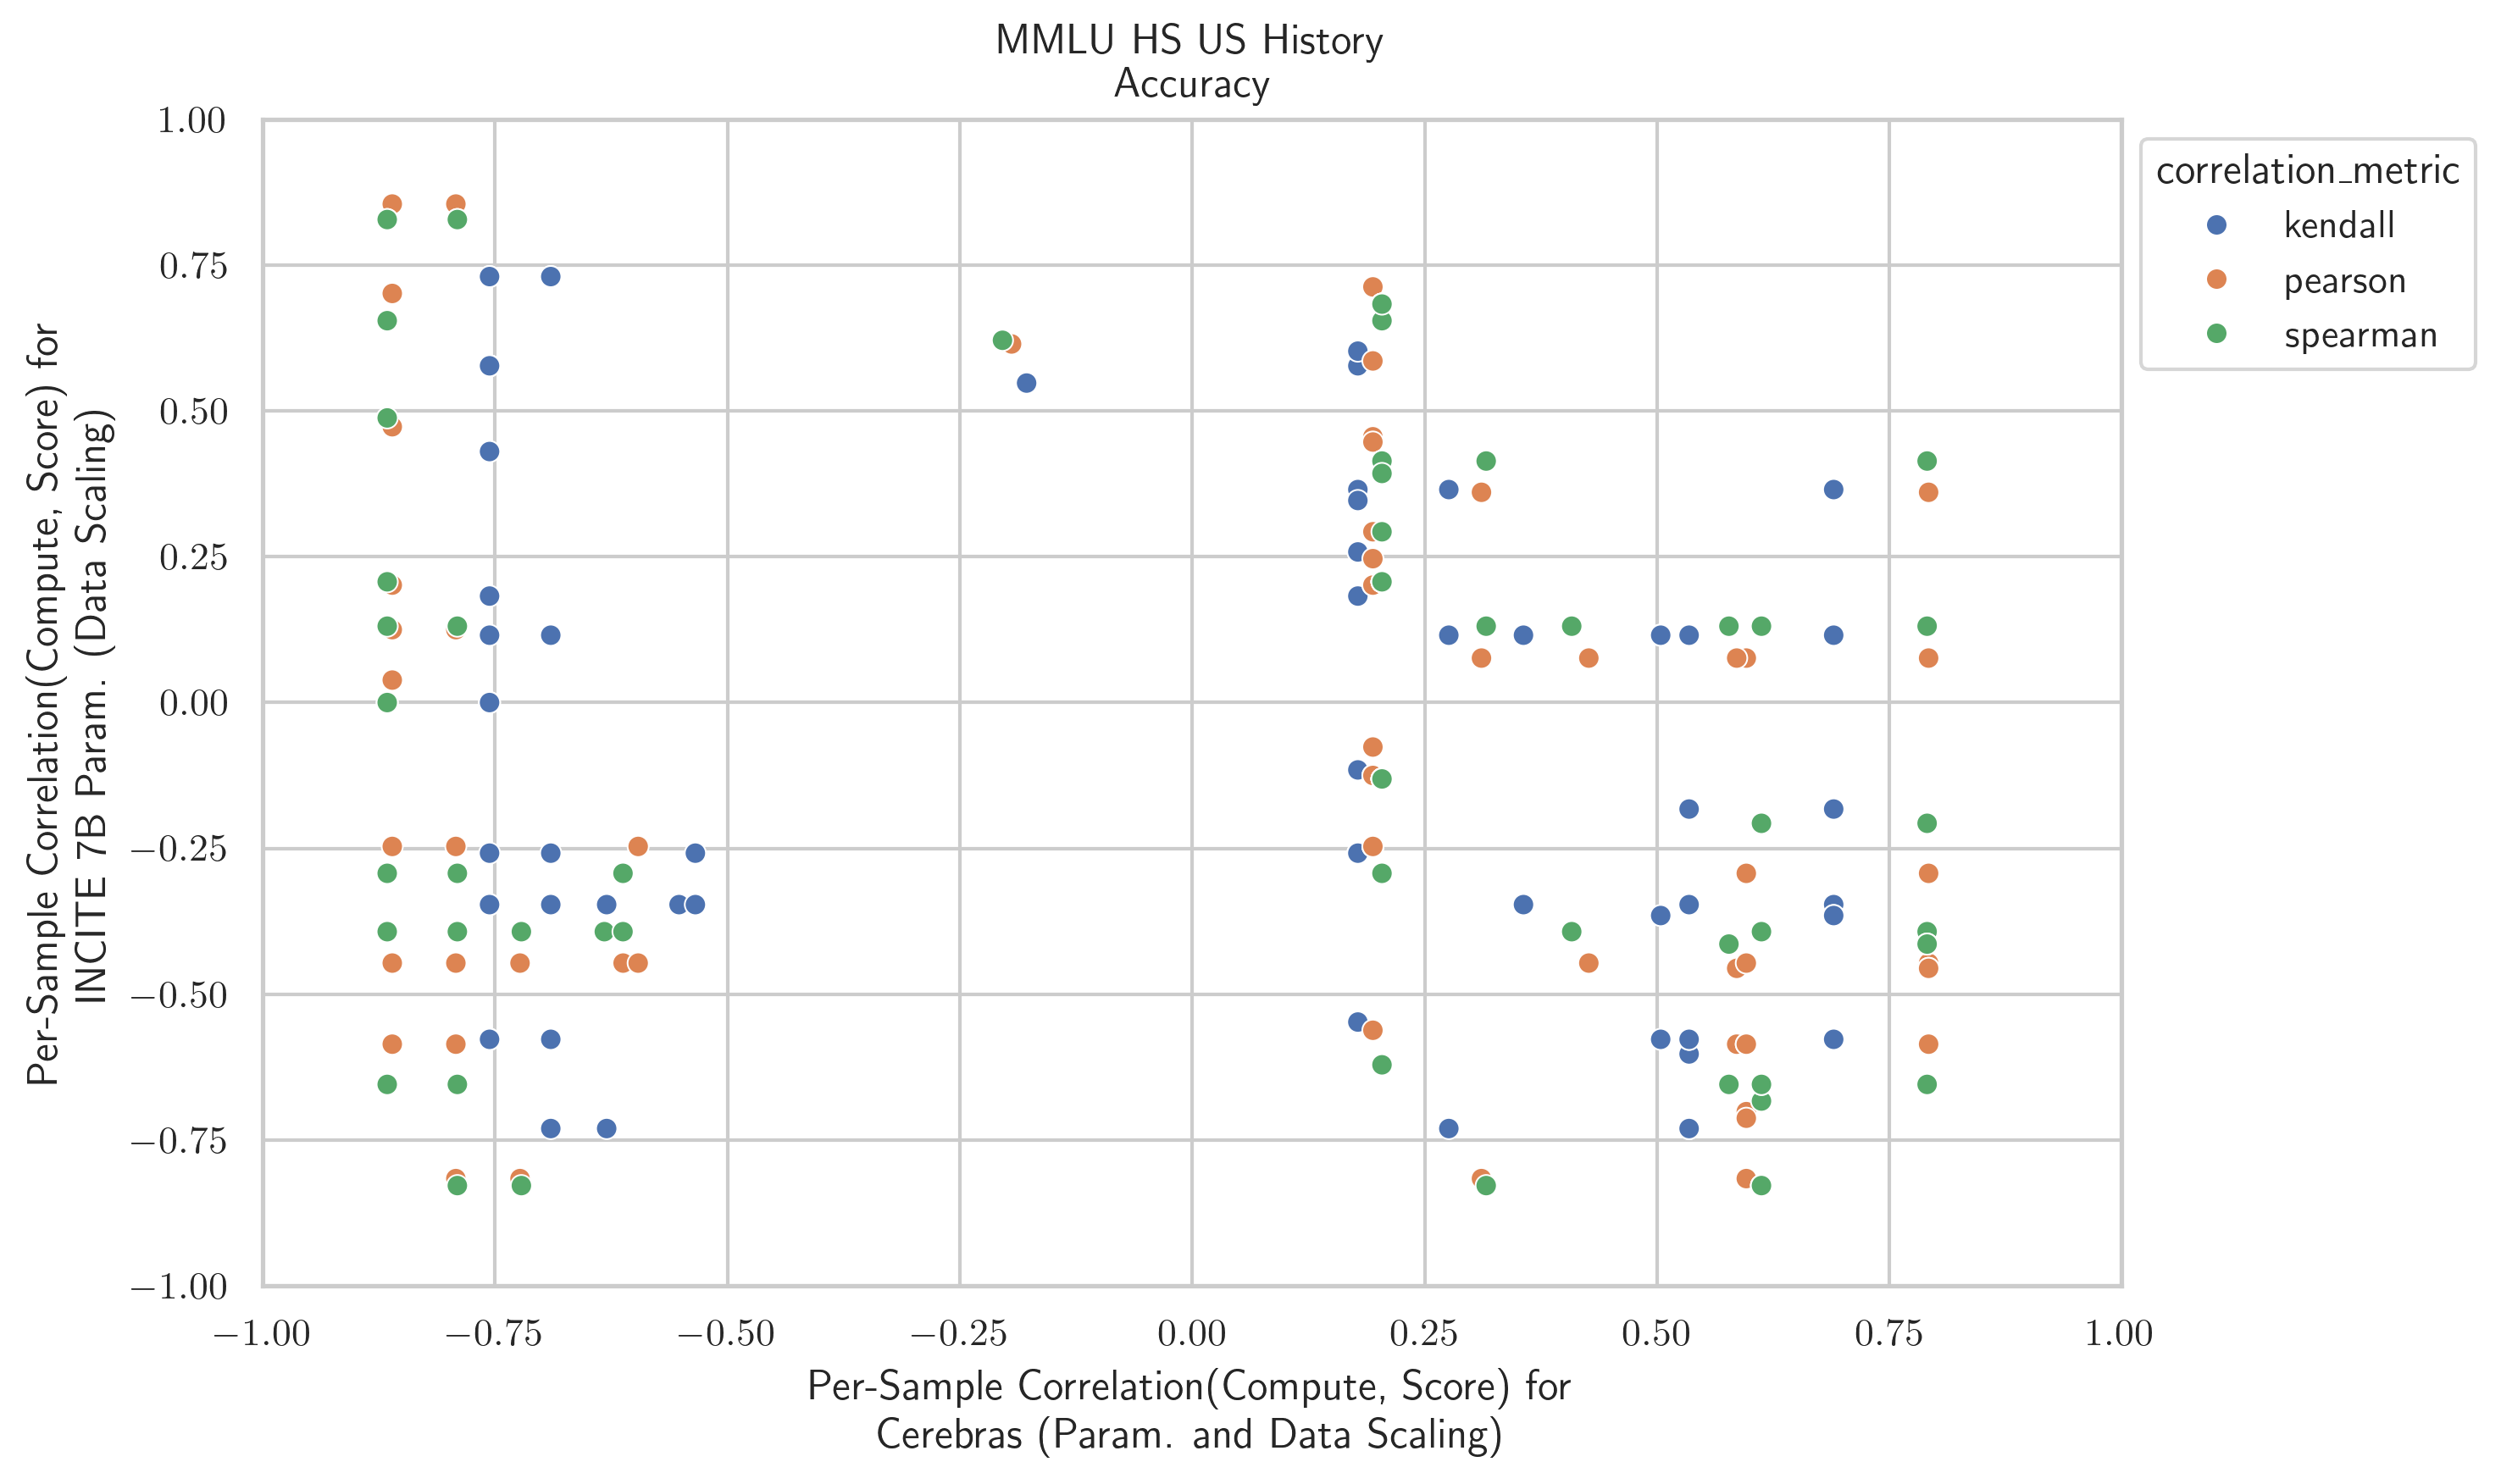 MMLU HS US History
Accuracy
1.00
0.75
0.50
0.25
0.00
−0.25
−0.50
−0.75
−1.00
Per-Sample Correlation(Compute, Score) for
INCITE 7B Param. (Data Scaling)
correlation_metric
kendall
pearson
spearman
−1.00 −0.75 −0.50 −0.25 0.00 0.25 0.50 0.75 1.00
Per-Sample Correlation(Compute, Score) for
Cerebras (Param. and Data Scaling)